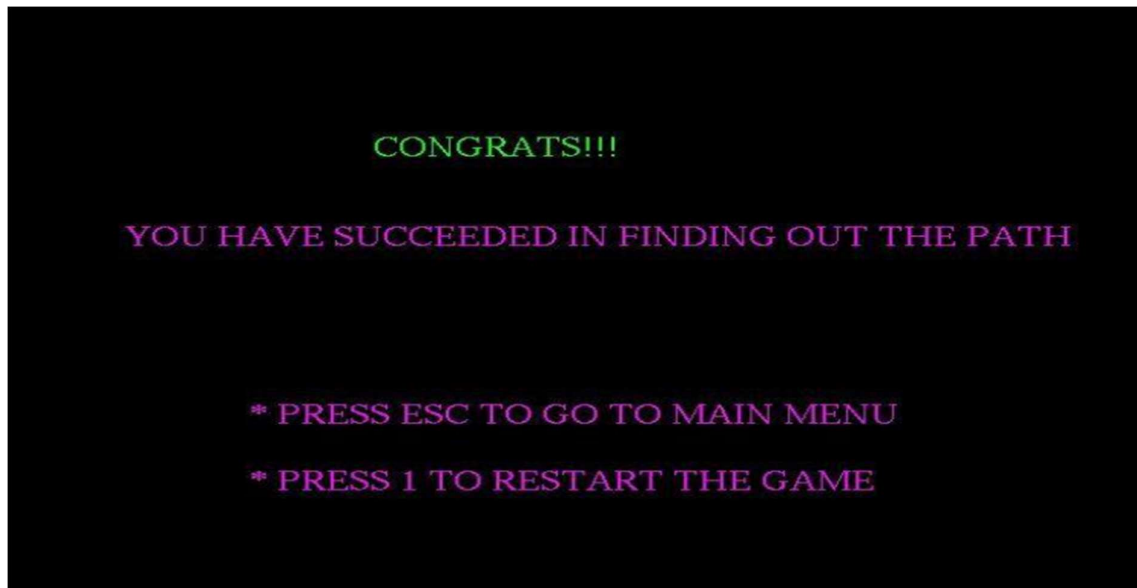 CONGRATS!!!
YOU HAVE SUCCEEDED IN FINDING OUT THE PATH
* PRESS ESC TO GO TO MAIN MENU
* PRESS 1 TO RESTART THE GAME